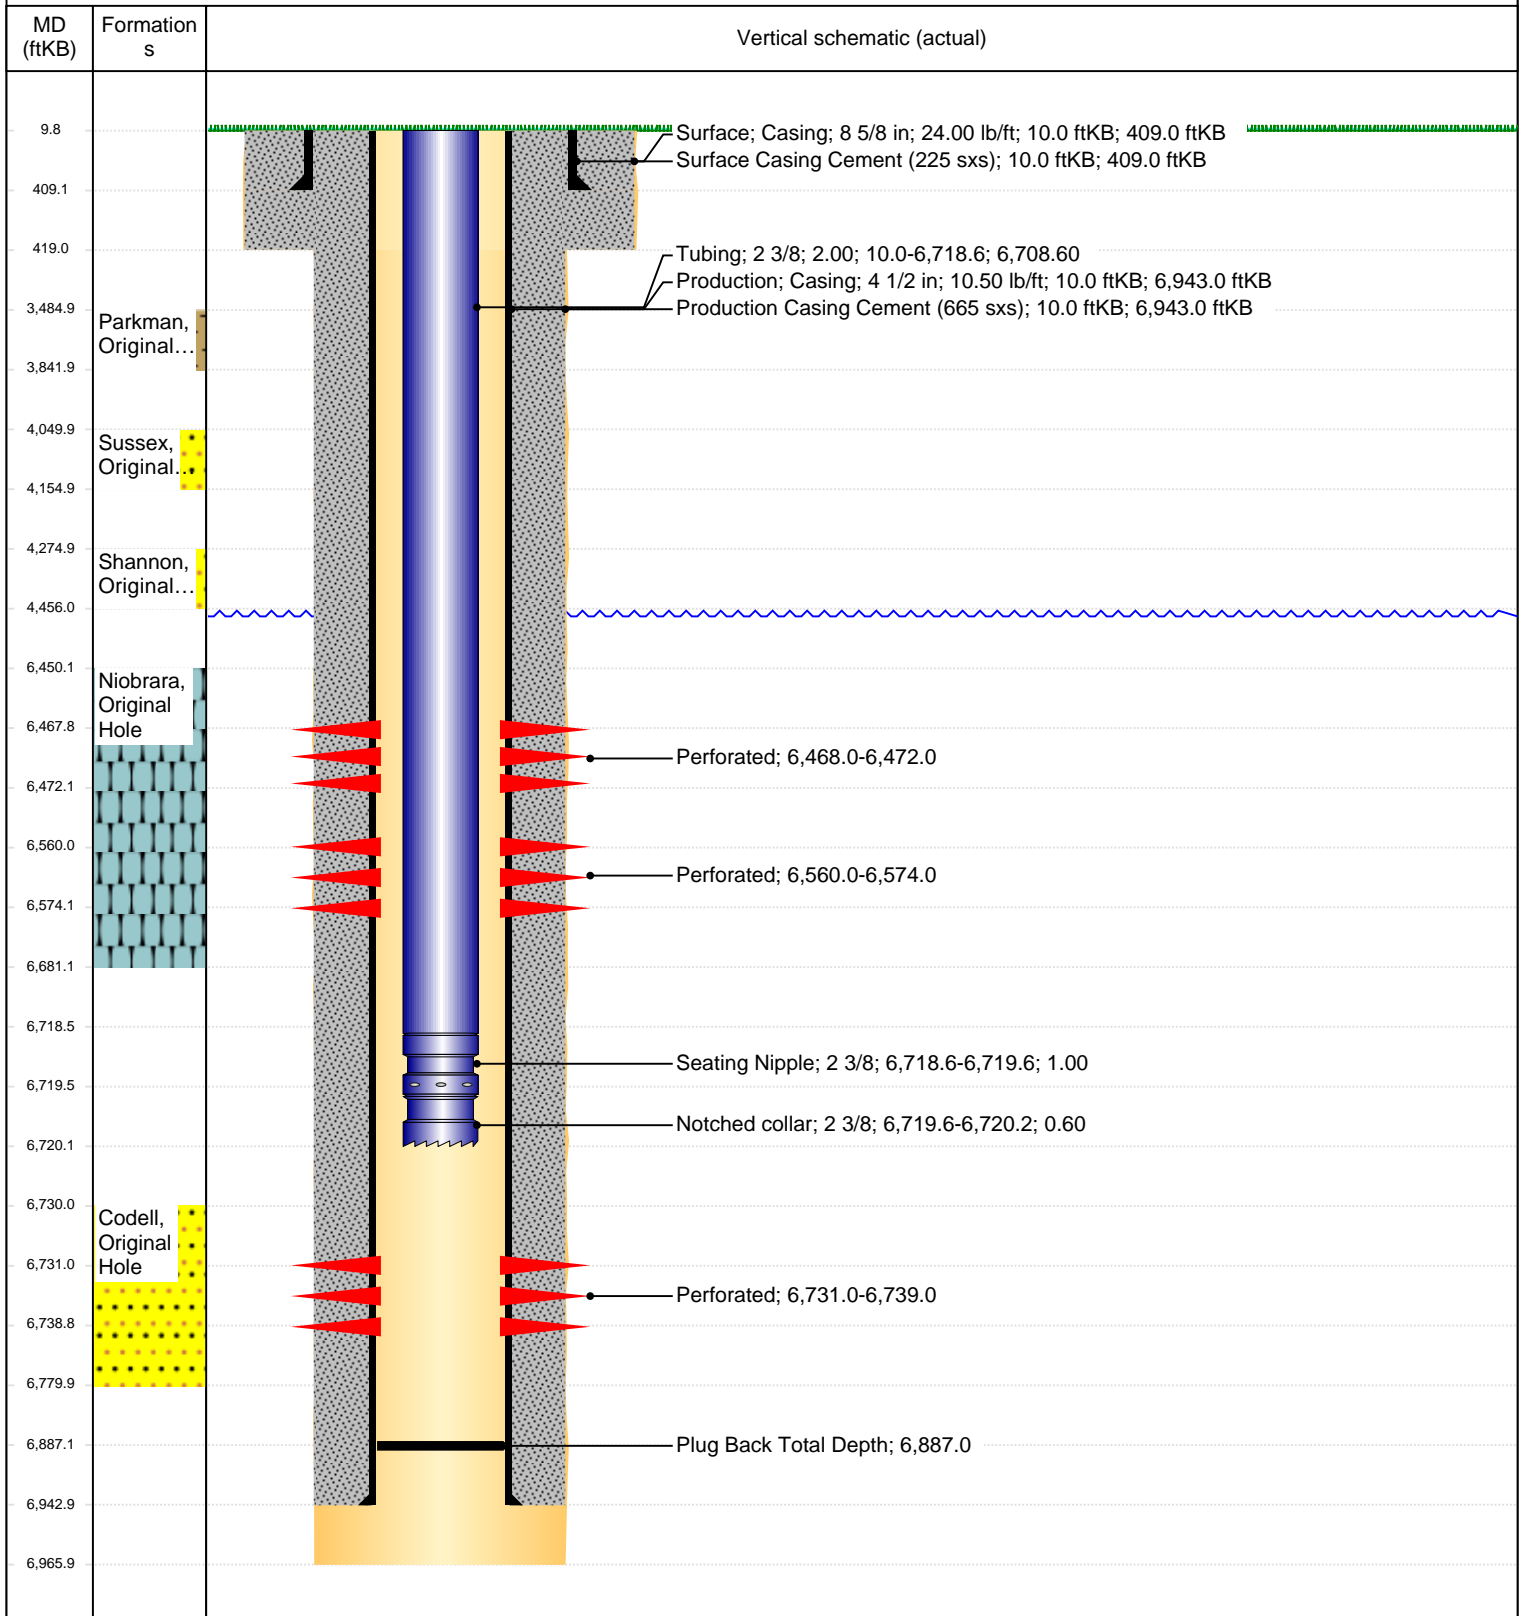 MD
(ftKB)
Formation
s
Vertical schematic (actual)
9.8
Surface; Casing; 8 5/8 in; 24.00 lb/ft; 10.0 ftKB; 409.0 ftKB
Surface Casing Cement (225 sxs); 10.0 ftKB; 409.0 ftKB
409.1
419.0
Tubing; 2 3/8; 2.00; 10.0-6,718.6; 6,708.60
Production; Casing; 4 1/2 in; 10.50 lb/ft; 10.0 ftKB; 6,943.0 ftKB
Production Casing Cement (665 sxs); 10.0 ftKB; 6,943.0 ftKB
3,484.9
Parkman,
Original...
3,841.9
4,049.9
Sussex,
Original...
4,154.9
4,274.9
Shannon,
Original...
4,456.0
6,450.1
Niobrara,
Original
Hole
6,467.8
Perforated; 6,468.0-6,472.0
6,472.1
6,560.0
Perforated; 6,560.0-6,574.0
6,574.1
6,681.1
6,718.5
Seating Nipple; 2 3/8; 6,718.6-6,719.6; 1.00
6,719.5
Notched collar; 2 3/8; 6,719.6-6,720.2; 0.60
6,720.1
6,730.0
Codell,
Original
Hole
6,731.0
Perforated; 6,731.0-6,739.0
6,738.8
6,779.9
6,887.1
Plug Back Total Depth; 6,887.0
6,942.9
6,965.9